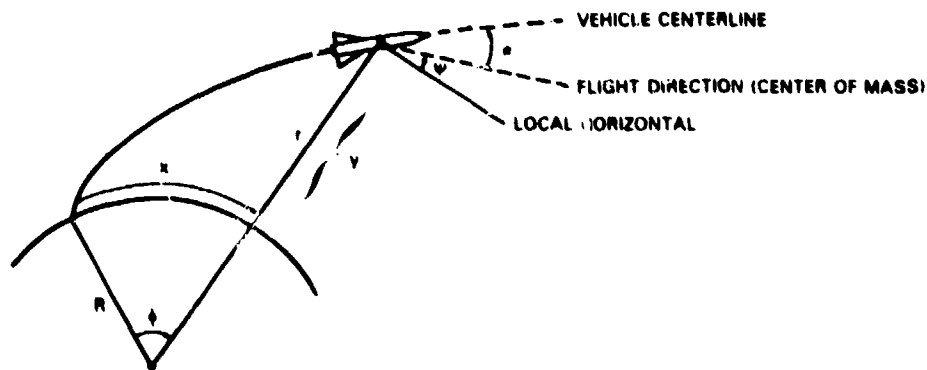 VEHICLE CENTERLINE
ψ
FLIGHT DIRECTION (CENTER OF MASS)
LOCAL HORIZONTAL
r
x
y
R
ϕ